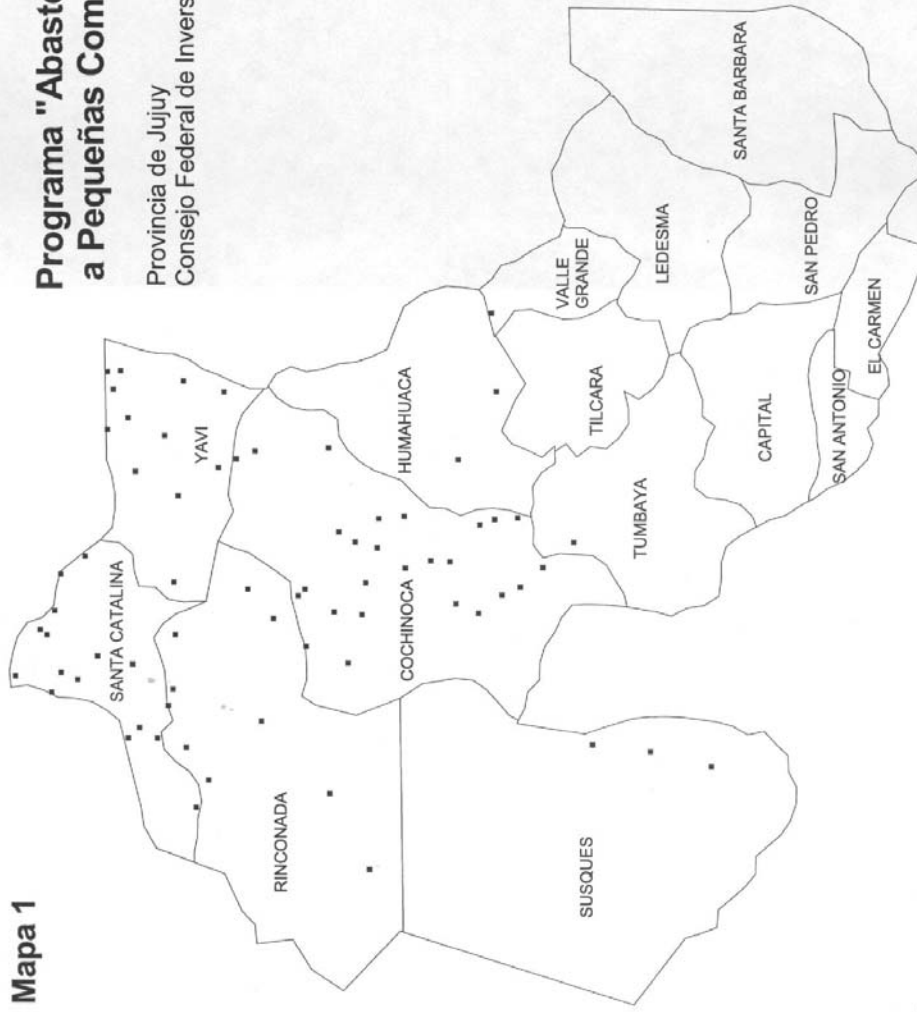 Mapa 1
Programa "Abaste
a Pequeñas Com
Provincia de Jujuy
Consejo Federal de Invers
SANTA CATALINA
YAVI
RINCONADA
COCHINOCA
HUMAHUACA
SUSQUES
TUMBAYA
TILCARA
VALLE
GRANDE
LEDESMA
SANTA BARBARA
CAPITAL
SAN PEDRO
SAN ANTONIO
EL CARMEN